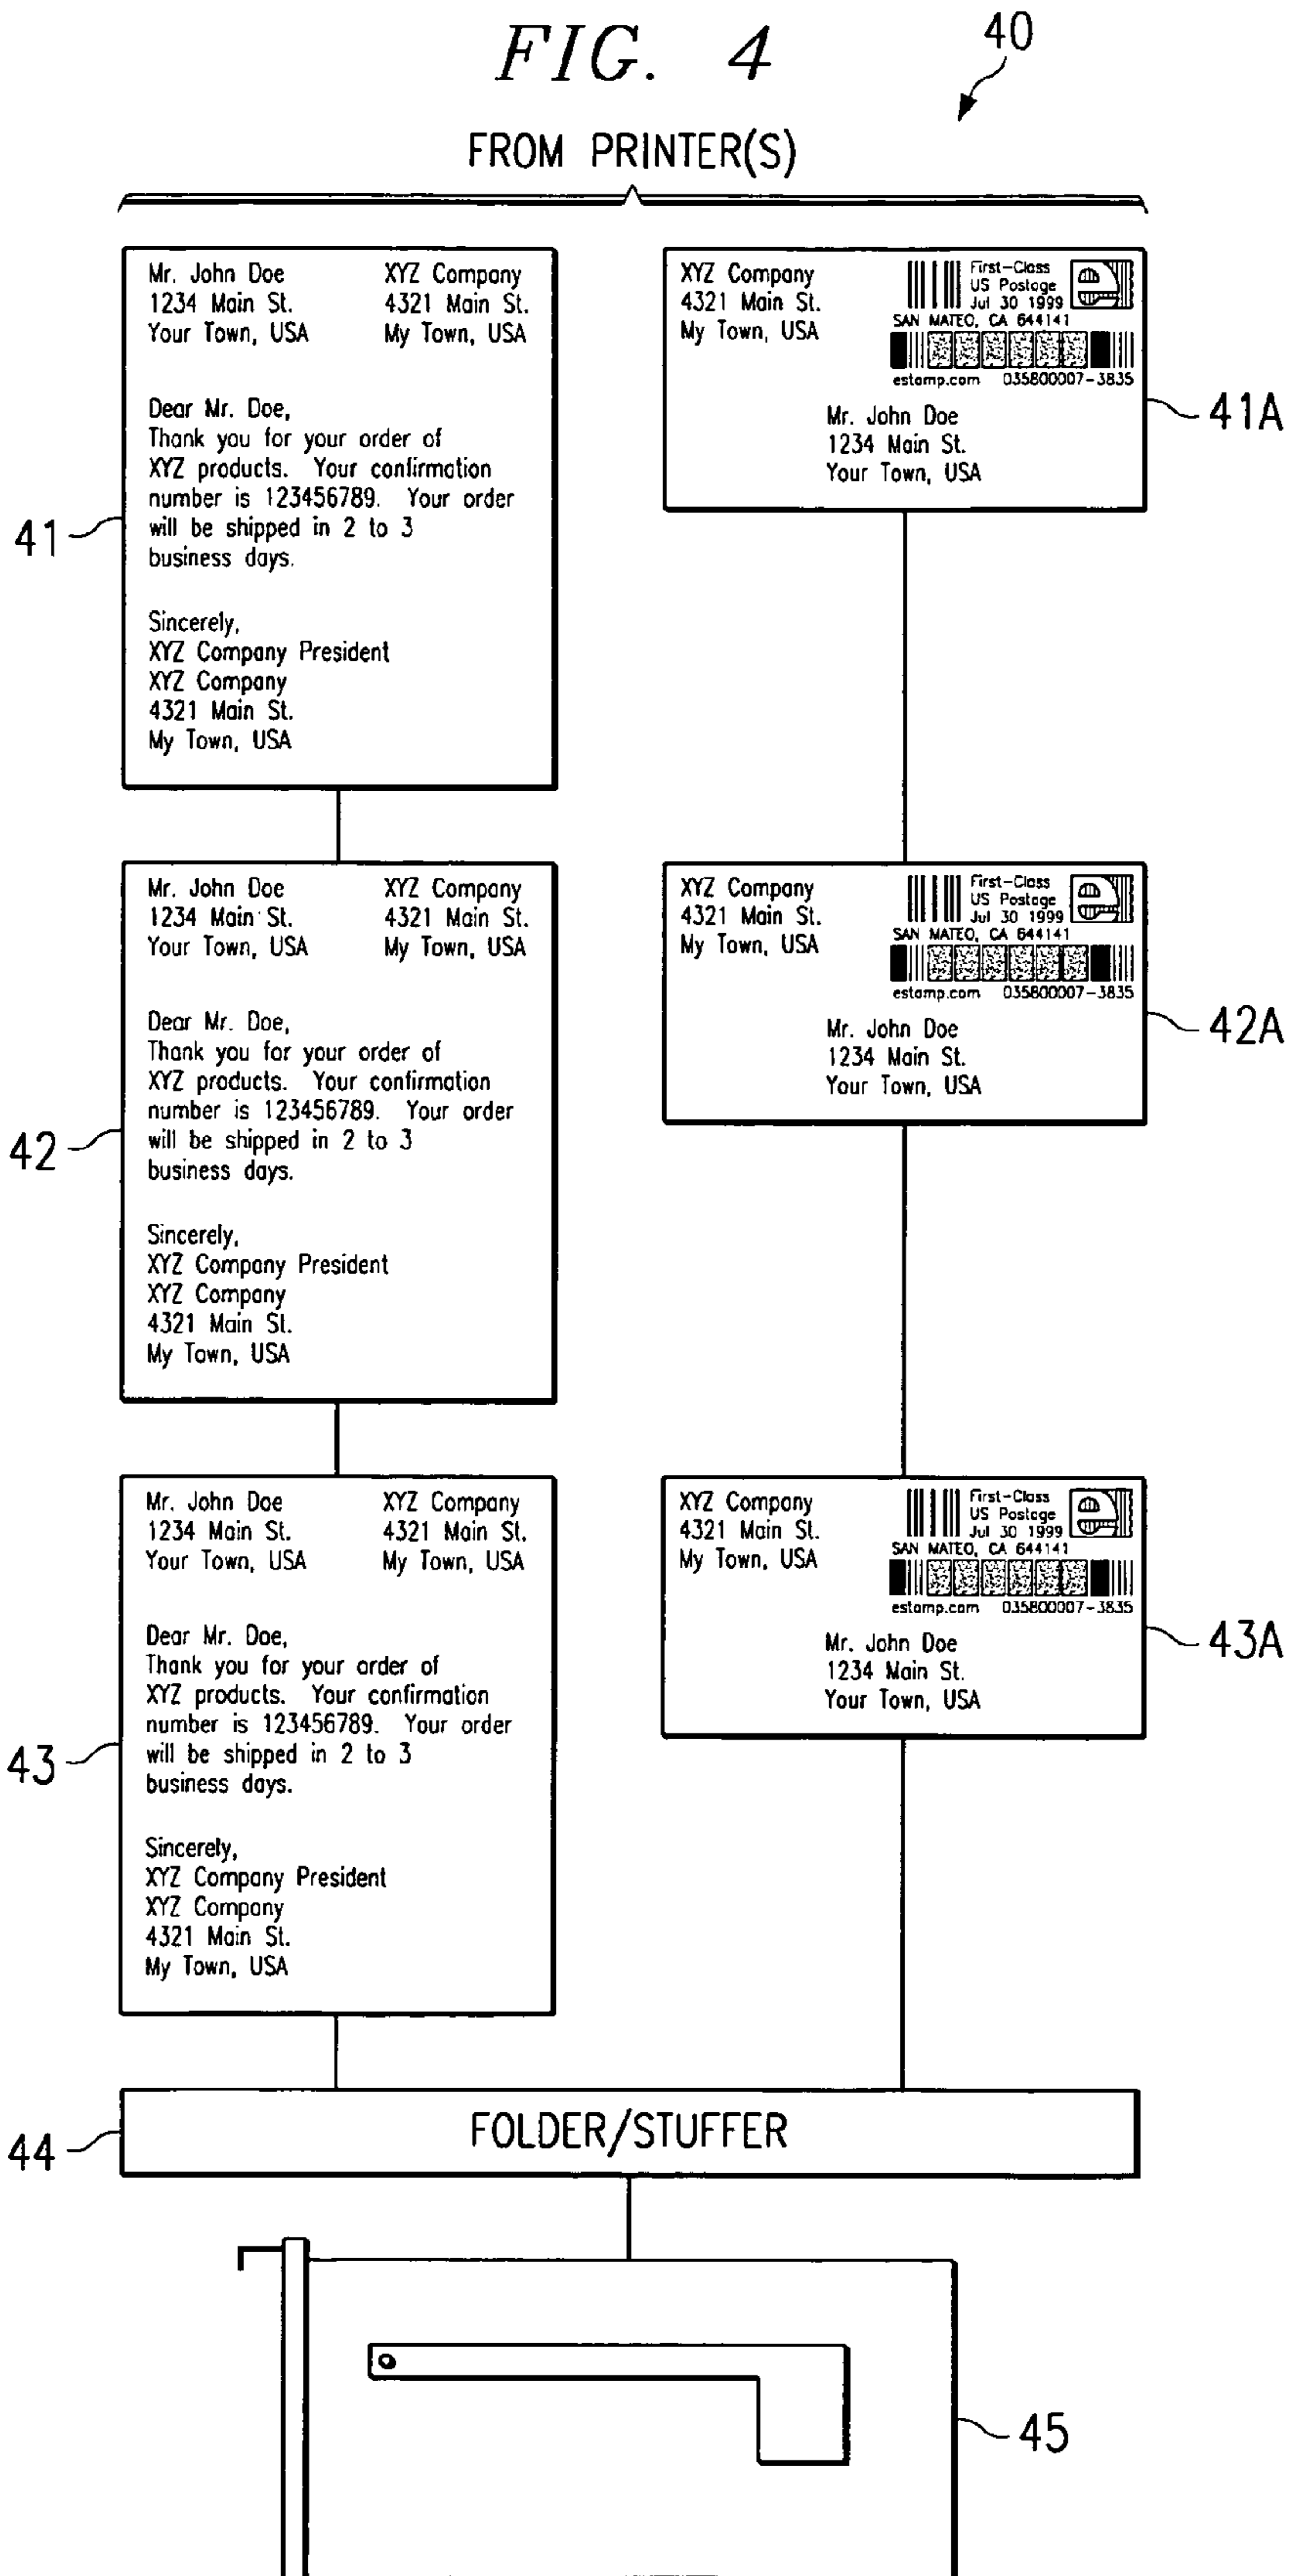 FIG. 4
40
FROM PRINTER(S)
Mr. John Doe XYZ Company
1234 Main St. 4321 Main St.
Your Town, USA My Town, USA
Dear Mr. Doe,
Thank you for your order of
XYZ products. Your confirmation
number is 123456789. Your order
will be shipped in 2 to 3
business days.
Sincerely,
XYZ Company President
XYZ Company
4321 Main St.
My Town, USA
41
XYZ Company
4321 Main St.
My Town, USA
First-Class
US Postage
Jul 30 1999
e
SAN MATEO, CA 644141
estamp.com 035800007-3835
Mr. John Doe
1234 Main St.
Your Town, USA
41A
Mr. John Doe XYZ Company
1234 Main St. 4321 Main St.
Your Town, USA My Town, USA
Dear Mr. Doe,
Thank you for your order of
XYZ products. Your confirmation
number is 123456789. Your order
will be shipped in 2 to 3
business days.
Sincerely,
XYZ Company President
XYZ Company
4321 Main St.
My Town, USA
42
XYZ Company
4321 Main St.
My Town, USA
First-Class
US Postage
Jul 30 1999
e
SAN MATEO, CA 644141
estamp.com 035800007-3835
Mr. John Doe
1234 Main St.
Your Town, USA
42A
Mr. John Doe XYZ Company
1234 Main St. 4321 Main St.
Your Town, USA My Town, USA
Dear Mr. Doe,
Thank you for your order of
XYZ products. Your confirmation
number is 123456789. Your order
will be shipped in 2 to 3
business days.
Sincerely,
XYZ Company President
XYZ Company
4321 Main St.
My Town, USA
43
XYZ Company
4321 Main St.
My Town, USA
First-Class
US Postage
Jul 30 1999
e
SAN MATEO, CA 644141
estamp.com 035800007-3835
Mr. John Doe
1234 Main St.
Your Town, USA
43A
44
FOLDER/STUFFER
45